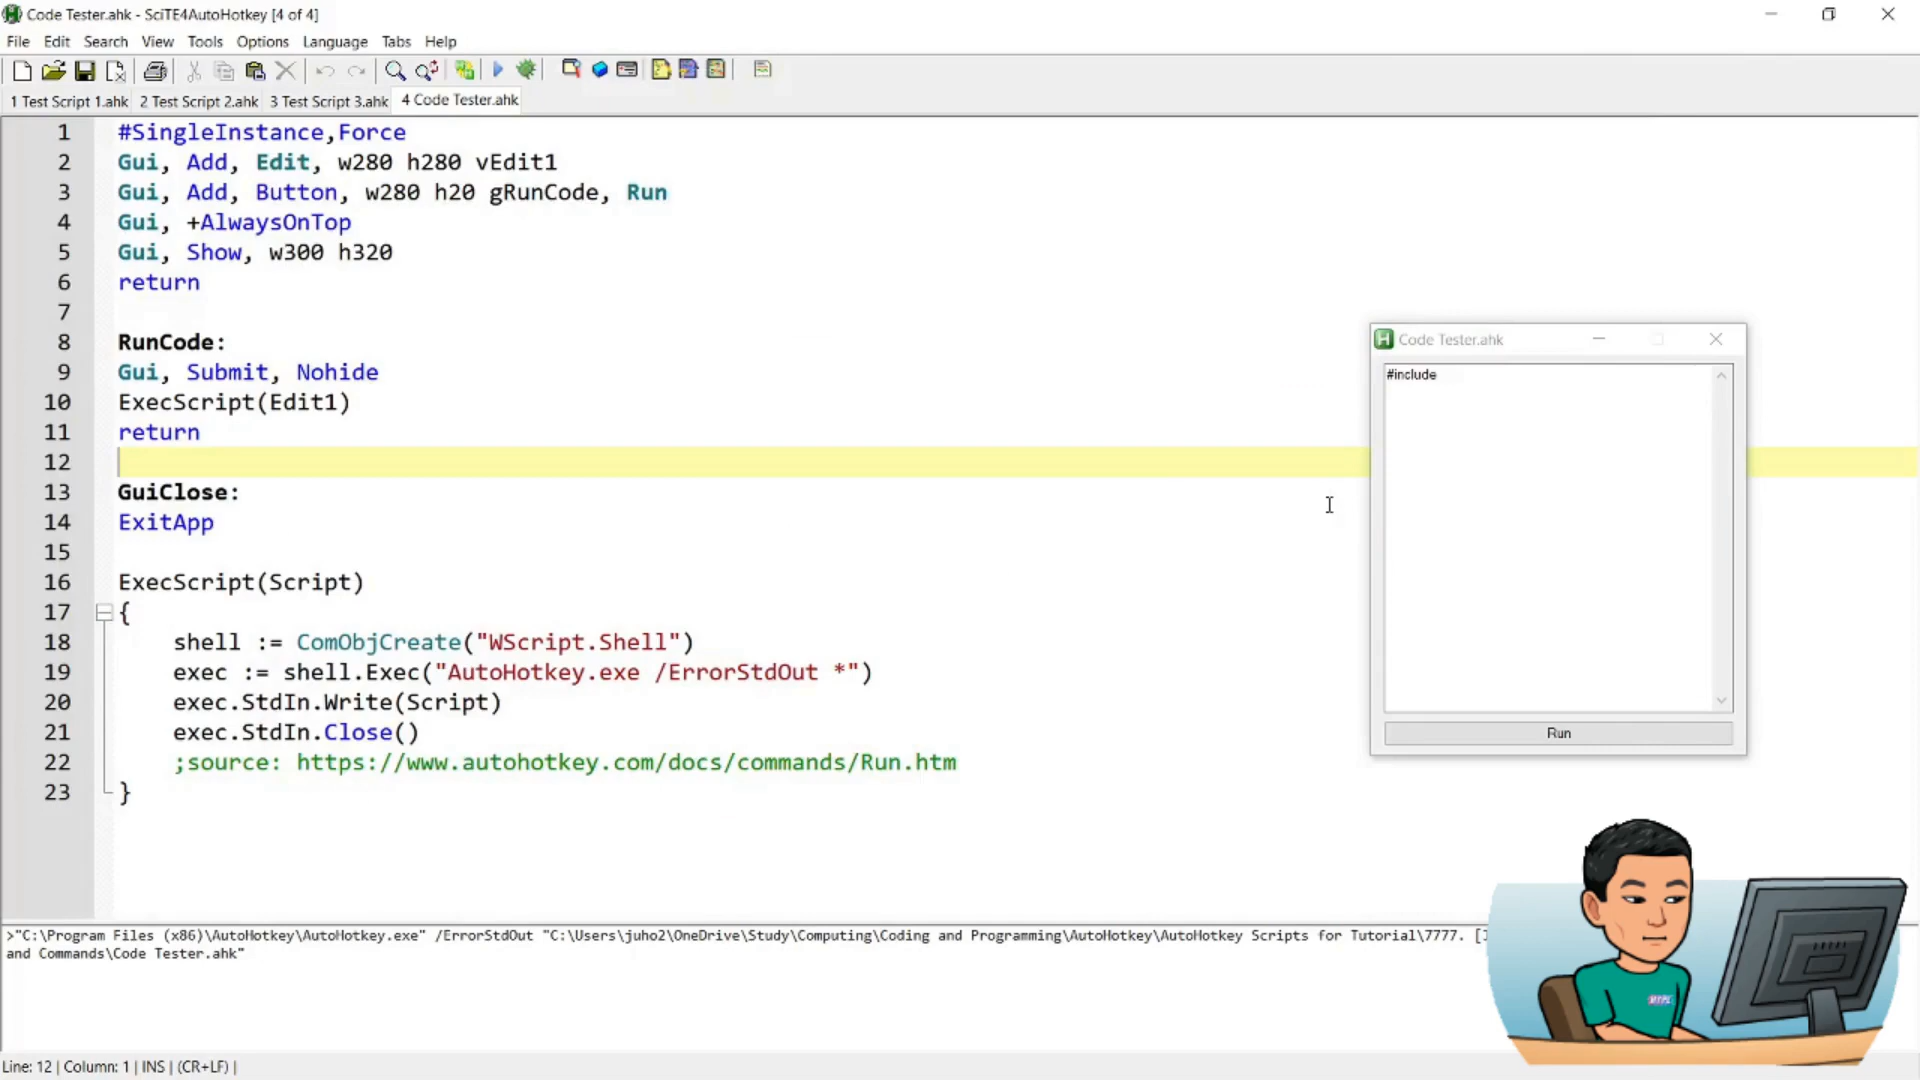 Code Tester.ahk - SciTE4AutoHotkey [4 of 4]
File Edit Search View Tools Options Language Tabs Help
1 Test Script 1.ahk 2 Test Script 2.ahk 3 Test Script 3.ahk 4 Code Tester.ahk
1 #SingleInstance,Force
2 Gui, Add, Edit, w280 h280 vEdit1
3 Gui, Add, Button, w280 h20 gRunCode, Run
4 Gui, +AlwaysOnTop
5 Gui, Show, w300 h320
6 return
7
8 RunCode:
9 Gui, Submit, Nohide
10 ExecScript(Edit1)
11 return
12
13 GuiClose:
14 ExitApp
15
16 ExecScript(Script)
17 {
18 shell := ComObjCreate("WScript.Shell")
19 exec := shell.Exec("AutoHotkey.exe /ErrorStdOut *")
20 exec.StdIn.Write(Script)
21 exec.StdIn.Close()
22 ;source: https://www.autohotkey.com/docs/commands/Run.htm
23 }
Code Tester.ahk
#include
Run
>"C:\Program Files (x86)\AutoHotkey\AutoHotkey.exe" /ErrorStdOut "C:\Users\juho2\OneDrive\Study\Computing\Coding and Programming\AutoHotkey\AutoHotkey Scripts for Tutorial\7777.
and Commands\Code Tester.ahk"
Line: 12 | Column: 1 | INS | (CR+LF) |